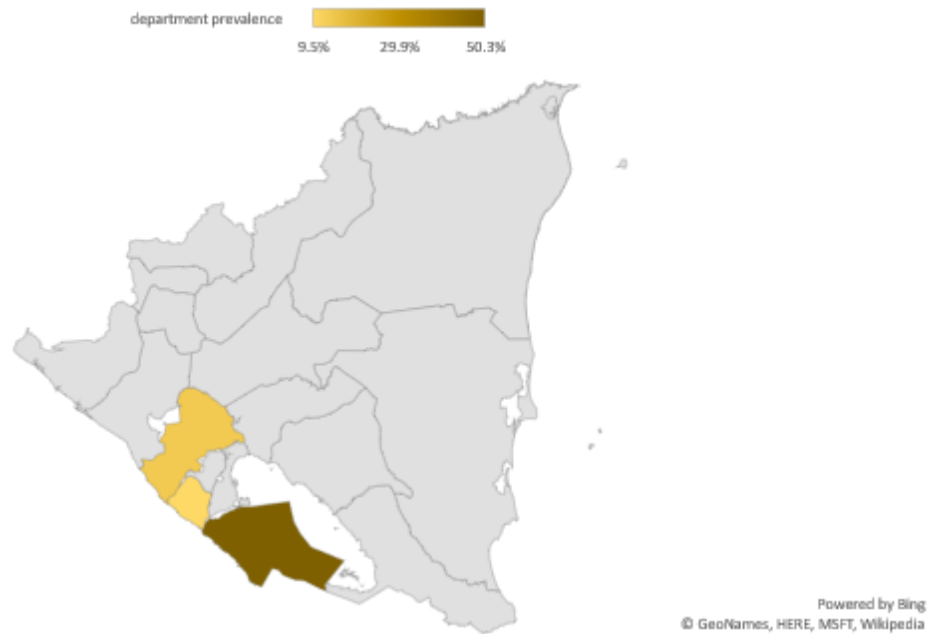 department prevalence
9.5% 29.9% 50.3%
Powered by Bing
© GeoNames, HERE, MSFT, Wikipedia